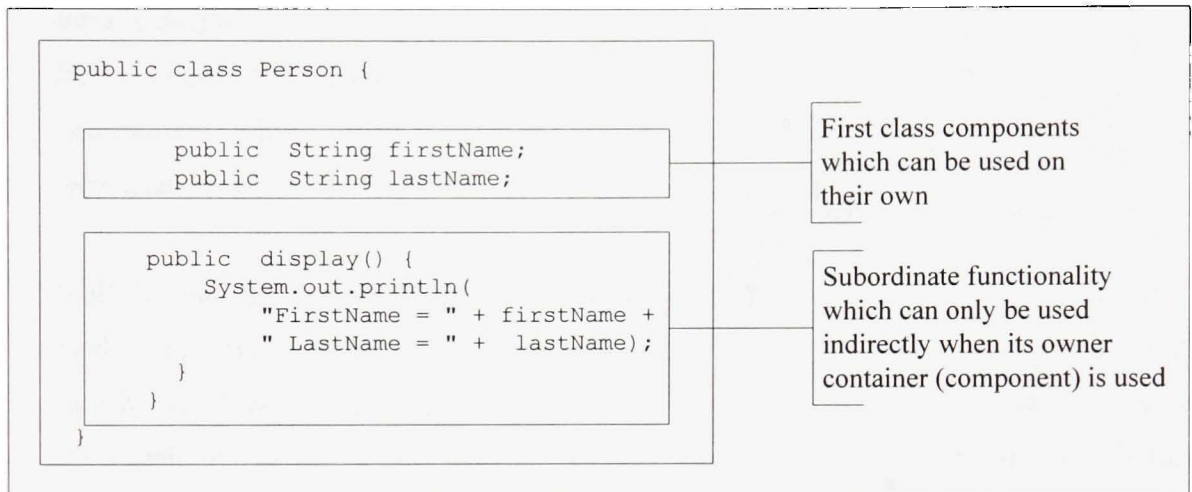 public class Person {
public String firstName;
public String lastName;
First class components
which can be used on
their own
public display() {
System.out.println(
"FirstName = " + firstName +
" LastName = " + lastName);
}
}
}
Subordinate functionality
which can only be used
indirectly when its owner
container (component) is used